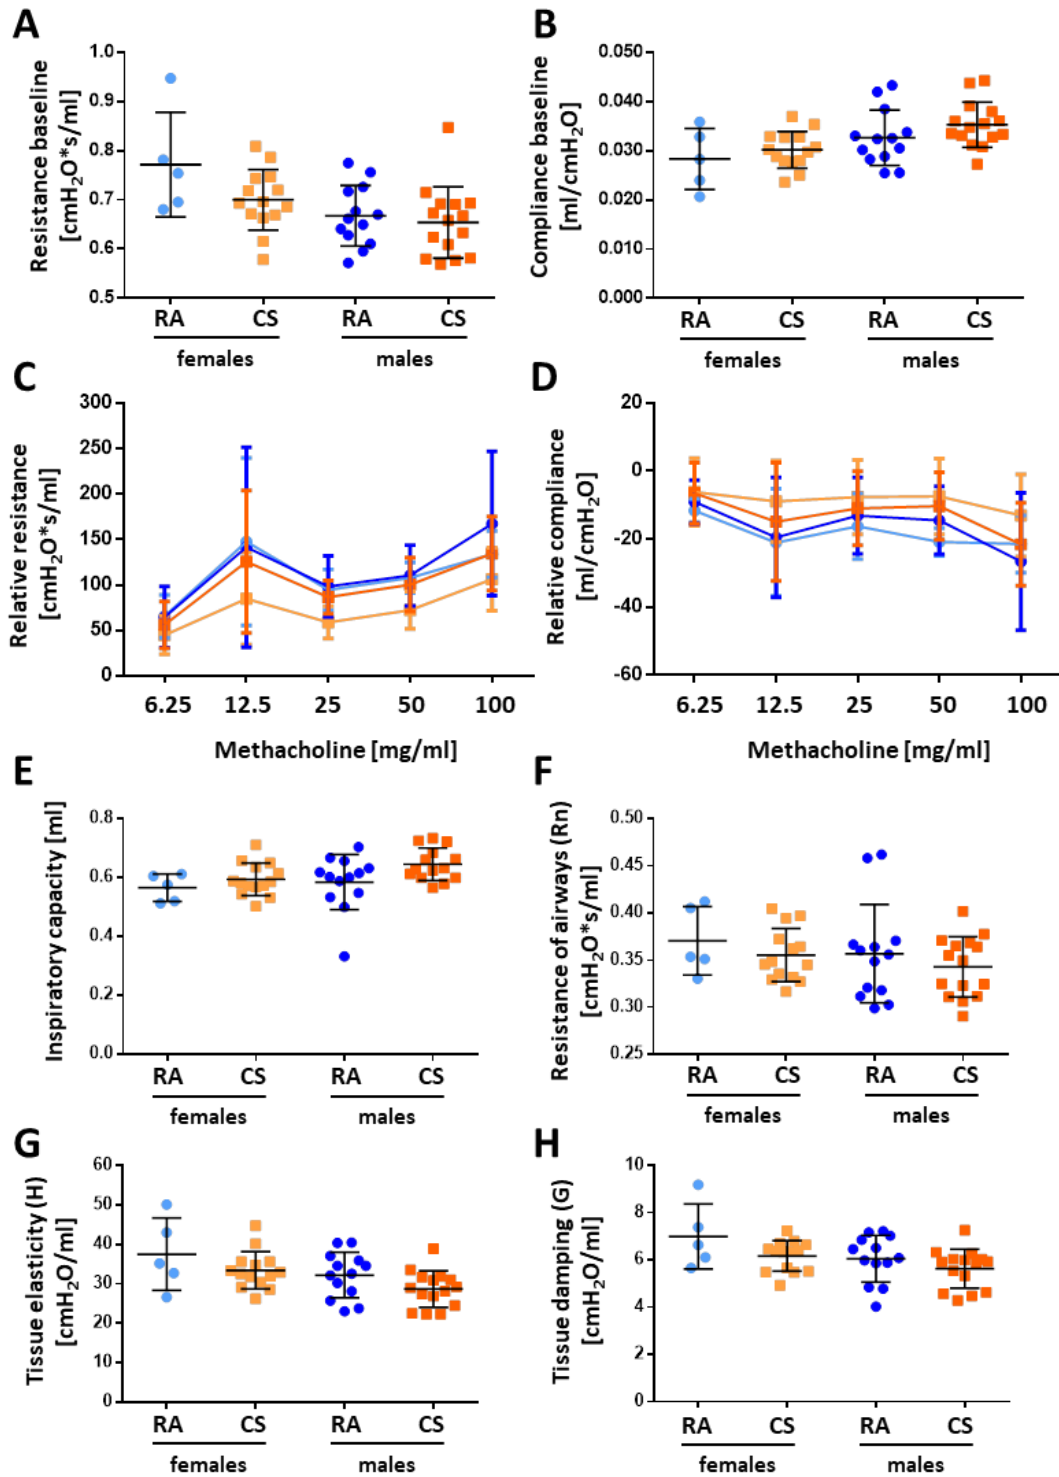 A
Resistance baseline
[cmH₂O*s/ml]
1.0
0.9
0.8
0.7
0.6
0.5
RA CS RA CS
females males
B
Compliance baseline
[ml/cmH₂O]
0.050
0.040
0.030
0.020
0.010
0.000
RA CS RA CS
females males
C
Relative resistance
[cmH₂O*s/ml]
300
250
200
150
100
50
0
6.25 12.5 25 50 100
Methacholine [mg/ml]
D
Relative compliance
[ml/cmH₂O]
20
0
-20
-40
-60
6.25 12.5 25 50 100
Methacholine [mg/ml]
E
Inspiratory capacity [ml]
0.8
0.6
0.4
0.2
0.0
RA CS RA CS
females males
F
Resistance of airways (Rn)
[cmH₂O*s/ml]
0.50
0.45
0.40
0.35
0.30
0.25
RA CS RA CS
females males
G
Tissue elasticity (H)
[cmH₂O/ml]
60
50
40
30
20
10
0
RA CS RA CS
females males
H
Tissue damping (G)
[cmH₂O/ml]
10
8
6
4
2
0
RA CS RA CS
females males